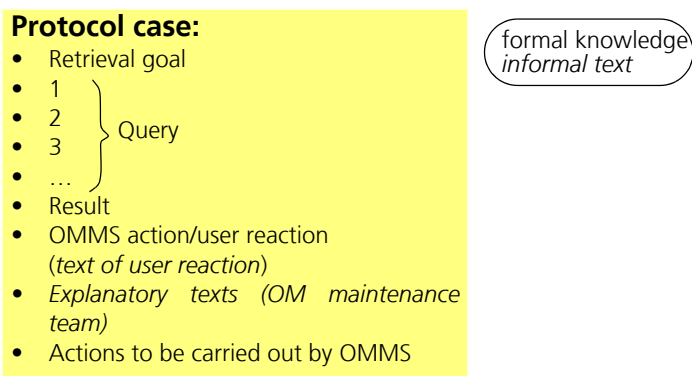 Protocol case:
• Retrieval goal
• 1
• 2
• 3
• …
Query
• Result
• OMMS action/user reaction
(text of user reaction)
• Explanatory texts (OM maintenance
team)
• Actions to be carried out by OMMS
formal knowledge
informal text